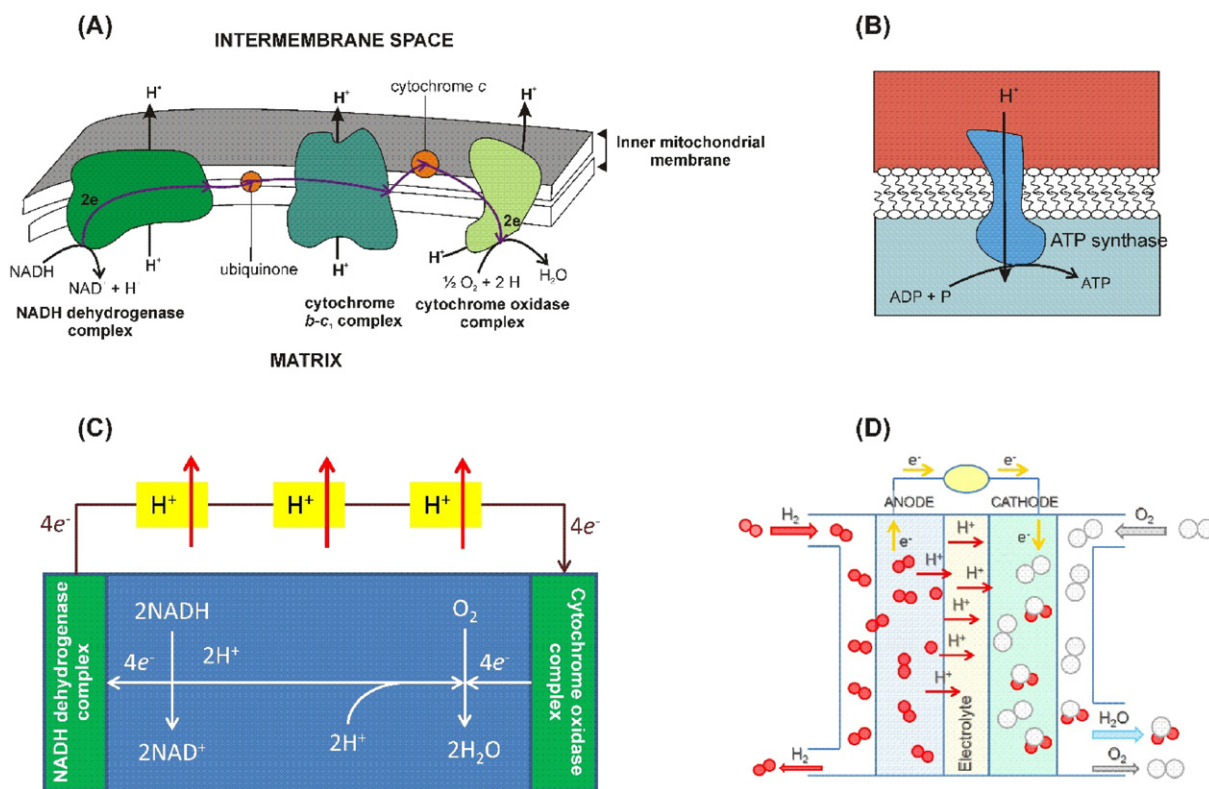 (A)
INTERMEMBRANE SPACE
H⁺
H⁺
cytochrome c
H⁺
Inner mitochondrial
membrane
2e
2e
NADH
H⁺
ubiquinone
H⁺
H⁺
½ O₂ + 2 H
H₂O
NAD⁺ + H
NADH dehydrogenase
complex
cytochrome
b-c₁ complex
cytochrome oxidase
complex
MATRIX
(B)
H⁺
ATP synthase
ADP + P
ATP
(C)
H⁺
H⁺
H⁺
4e⁻
4e⁻
NADH dehydrogenase
complex
2NADH
O₂
4e⁻
2H⁺
4e⁻
2H⁺
2NAD⁺
2H₂O
Cytochrome oxidase
complex
(D)
e⁻
e⁻
ANODE
CATHODE
H₂
O₂
H⁺
e⁻
e⁻
H⁺
H⁺
H⁺
H⁺
H⁺
Electrolyte
H₂O
H₂
O₂